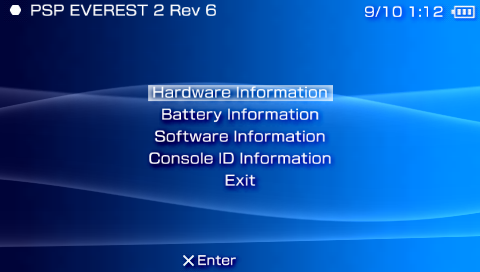 PSP EVEREST 2 Rev 6
9/10 1:12
Hardware Information
Battery Information
Software Information
Console ID Information
Exit
Enter